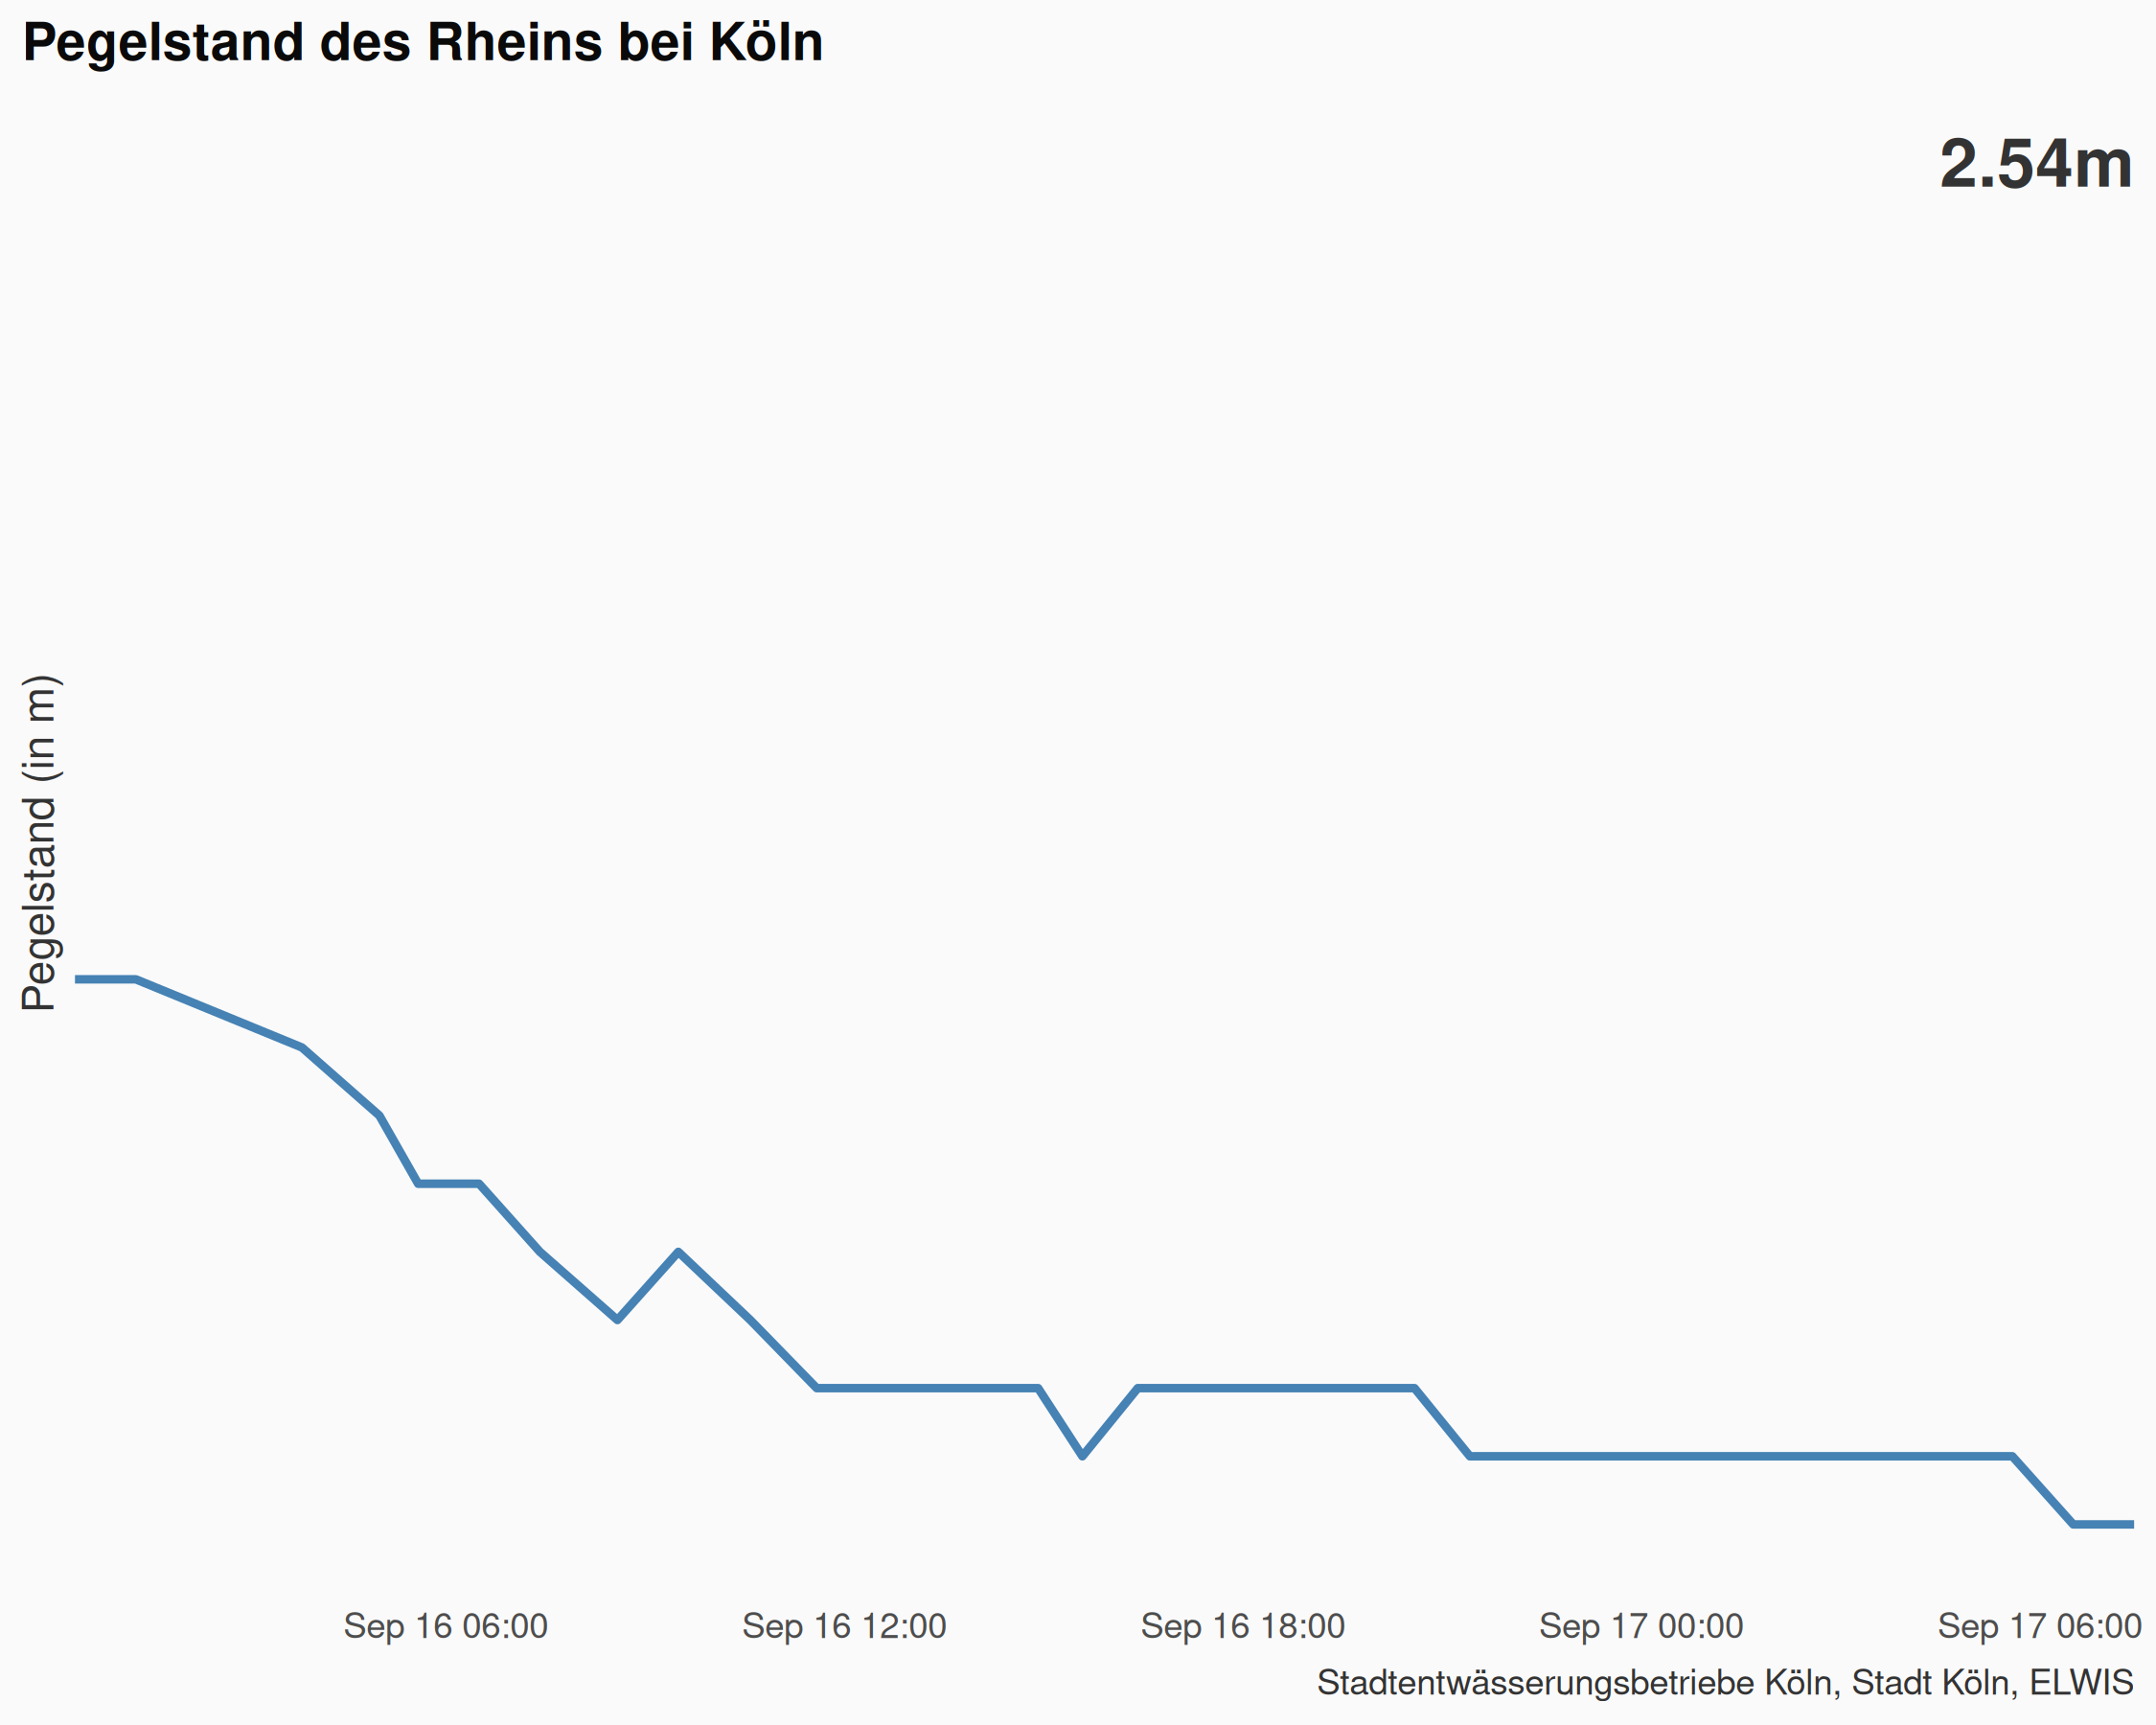 Pegelstand des Rheins bei Köln
2.54m
Pegelstand (in m)
Sep 16 06:00 Sep 16 12:00 Sep 16 18:00 Sep 17 00:00 Sep 17 06:00
Stadtentwässerungsbetriebe Köln, Stadt Köln, ELWIS